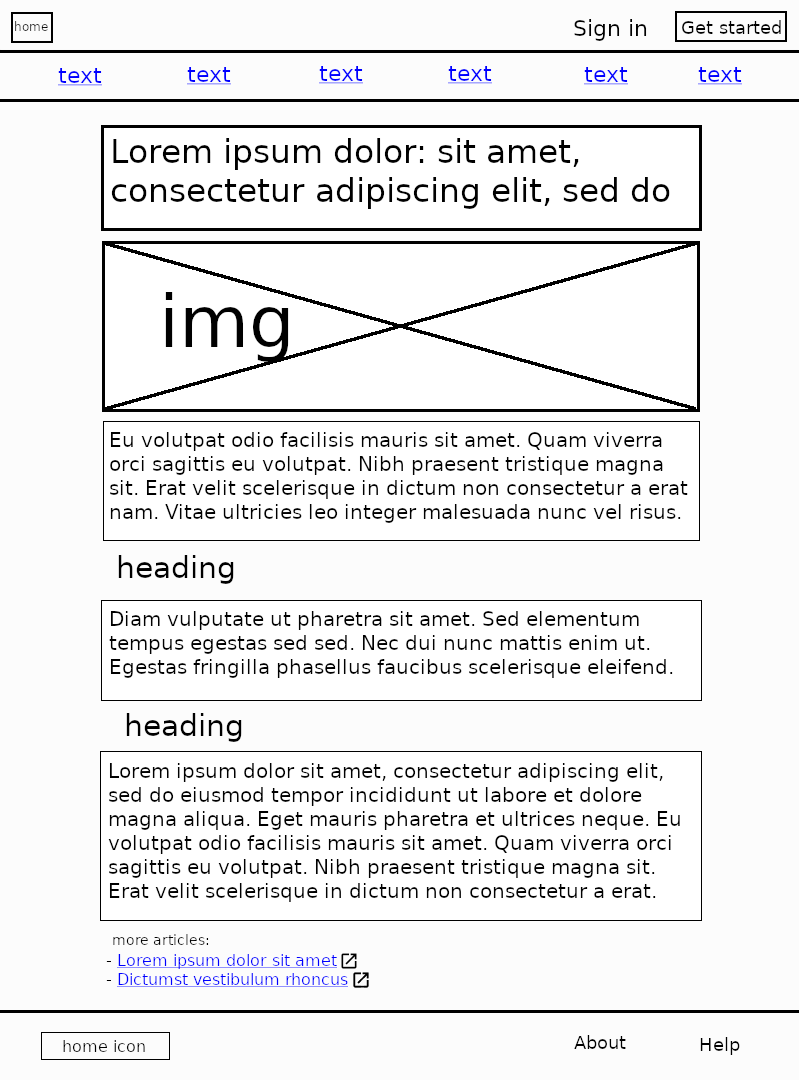 home
Sign in
Get started
text text text text text text
Lorem ipsum dolor: sit amet,
consectetur adipiscing elit, sed do
img
Eu volutpat odio facilisis mauris sit amet. Quam viverra
orci sagittis eu volutpat. Nibh praesent tristique magna
sit. Erat velit scelerisque in dictum non consectetur a erat
nam. Vitae ultricies leo integer malesuada nunc vel risus.
heading
Diam vulputate ut pharetra sit amet. Sed elementum
tempus egestas sed sed. Nec dui nunc mattis enim ut.
Egestas fringilla phasellus faucibus scelerisque eleifend.
heading
Lorem ipsum dolor sit amet, consectetur adipiscing elit,
sed do eiusmod tempor incididunt ut labore et dolore
magna aliqua. Eget mauris pharetra et ultrices neque. Eu
volutpat odio facilisis mauris sit amet. Quam viverra orci
sagittis eu volutpat. Nibh praesent tristique magna sit.
Erat velit scelerisque in dictum non consectetur a erat.
more articles:
- Lorem ipsum dolor sit amet
- Dictumst vestibulum rhoncus
home icon
About
Help